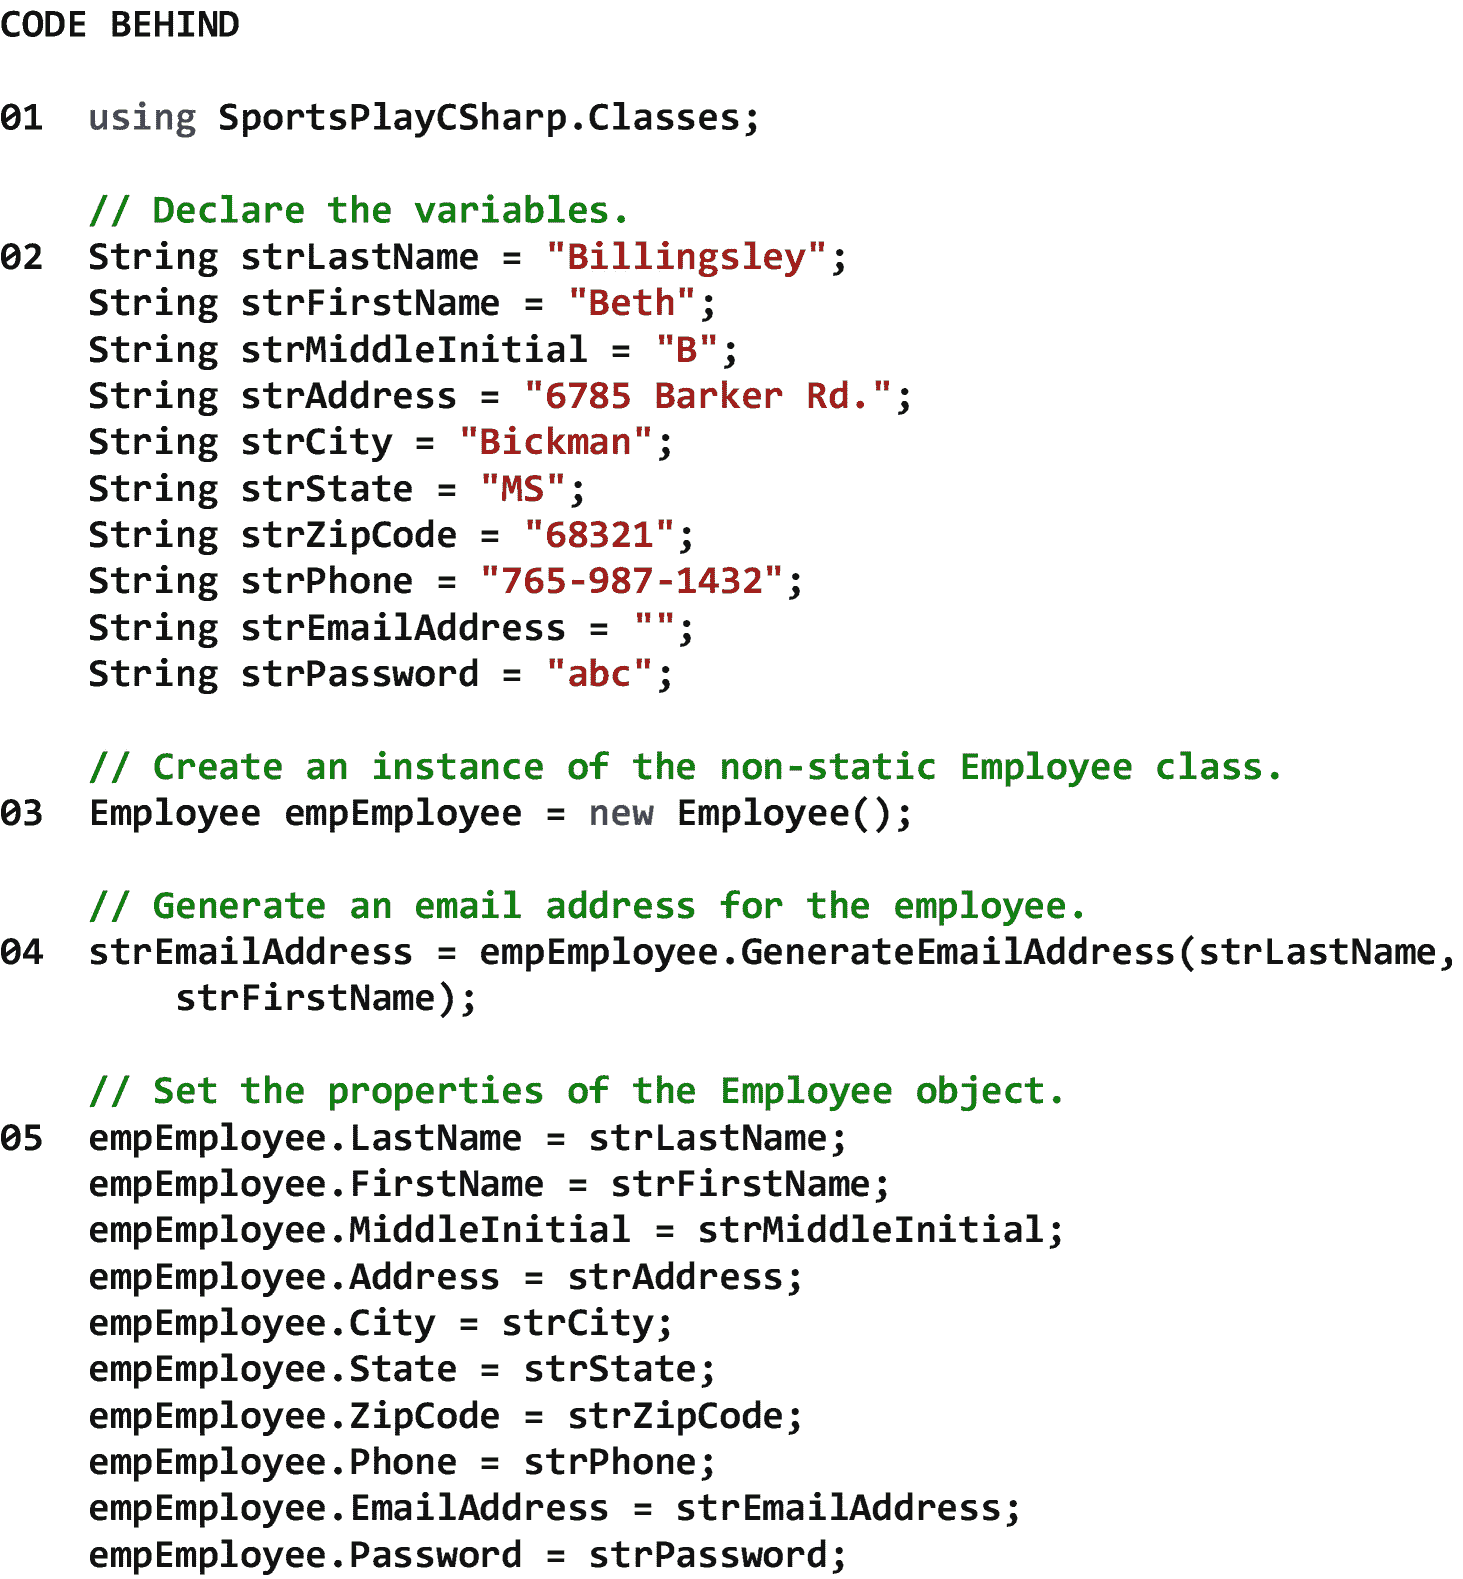 CODE BEHIND
01 using SportsPlayCSharp.Classes;
// Declare the variables.
02 String strLastName = "Billingsley";
String strFirstName = "Beth";
String strMiddleInitial = "B";
String strAddress = "6785 Barker Rd.";
String strCity = "Bickman";
String strState = "MS";
String strZipCode = "68321";
String strPhone = "765-987-1432";
String strEmailAddress = "";
String strPassword = "abc";
// Create an instance of the non-static Employee class.
03 Employee empEmployee = new Employee();
// Generate an email address for the employee.
04 strEmailAddress = empEmployee.GenerateEmailAddress(strLastName,
strFirstName);
// Set the properties of the Employee object.
05 empEmployee.LastName = strLastName;
empEmployee.FirstName = strFirstName;
empEmployee.MiddleInitial = strMiddleInitial;
empEmployee.Address = strAddress;
empEmployee.City = strCity;
empEmployee.State = strState;
empEmployee.ZipCode = strZipCode;
empEmployee.Phone = strPhone;
empEmployee.EmailAddress = strEmailAddress;
empEmployee.Password = strPassword;